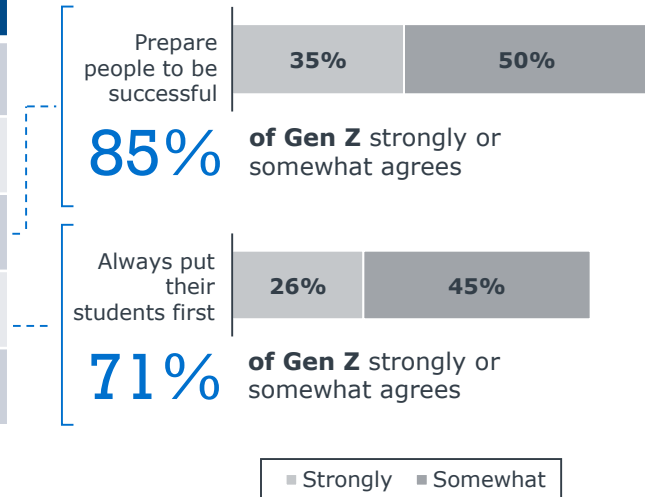 Prepare
people to be
successful
35%
50%
85%
of Gen Z strongly or
somewhat agrees
Always put
their
students first
26%
45%
71%
of Gen Z strongly or
somewhat agrees
Strongly
Somewhat